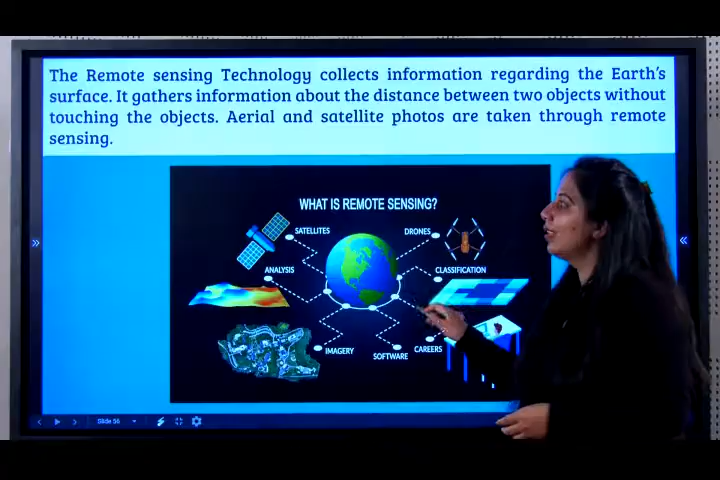 The Remote sensing Technology collects information regarding the Earth's
surface. It gathers information about the distance between two objects without
touching the objects. Aerial and satellite photos are taken through remote
sensing.
WHAT IS REMOTE SENSING?
SATELLITES
DRONES
ANALYSIS
CLASSIFICATION
IMAGERY
SOFTWARE
CAREERS
Slide 56